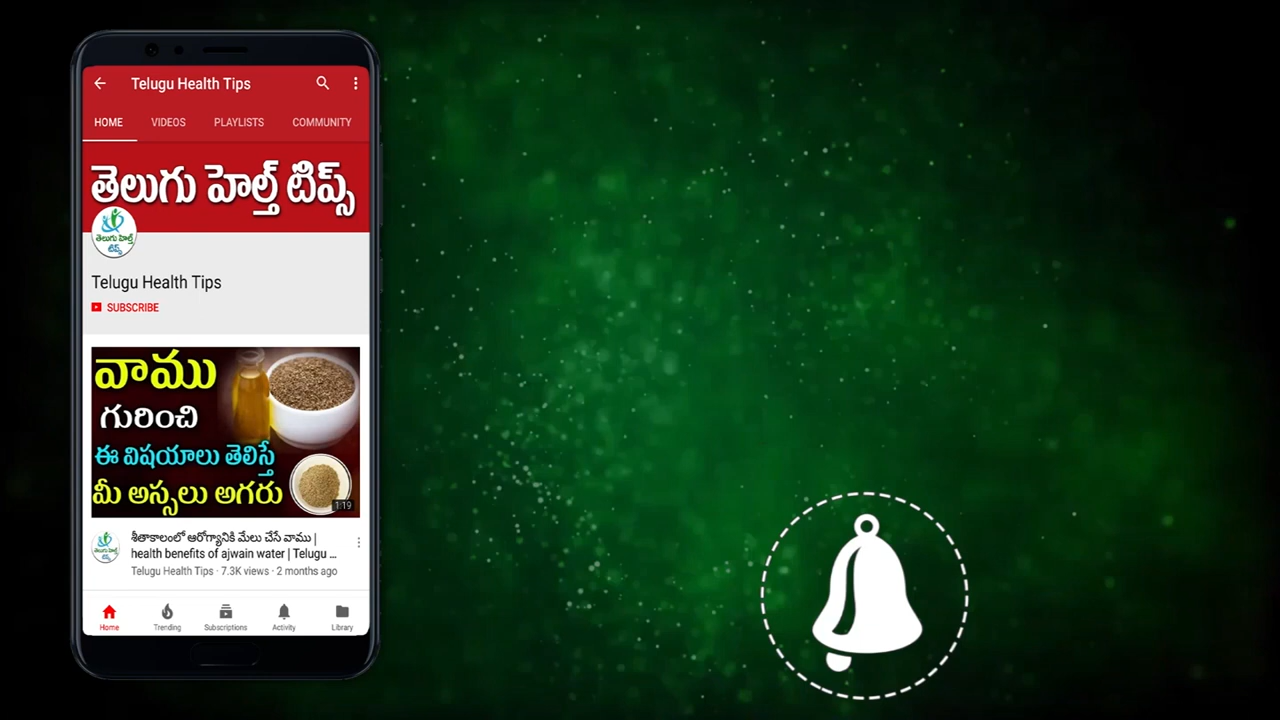 Telugu Health Tips
HOME VIDEOS PLAYLISTS COMMUNITY
తెలుగు హెల్త్ టిప్స్
తెలుగు హెల్త్
టిప్స్
Telugu Health Tips
SUBSCRIBE
వాము
గురించి
ఈ విషయాలు తెలిస్తే
మీ అస్సలు ఆగరు
1:19
శీతాకాలంలో ఆరోగ్యానికి మేలు చేసే వాము |
health benefits of ajwain water | Telugu ...
Telugu Health Tips · 7.3K views · 2 months ago
Home Trending Subscriptions Activity Library